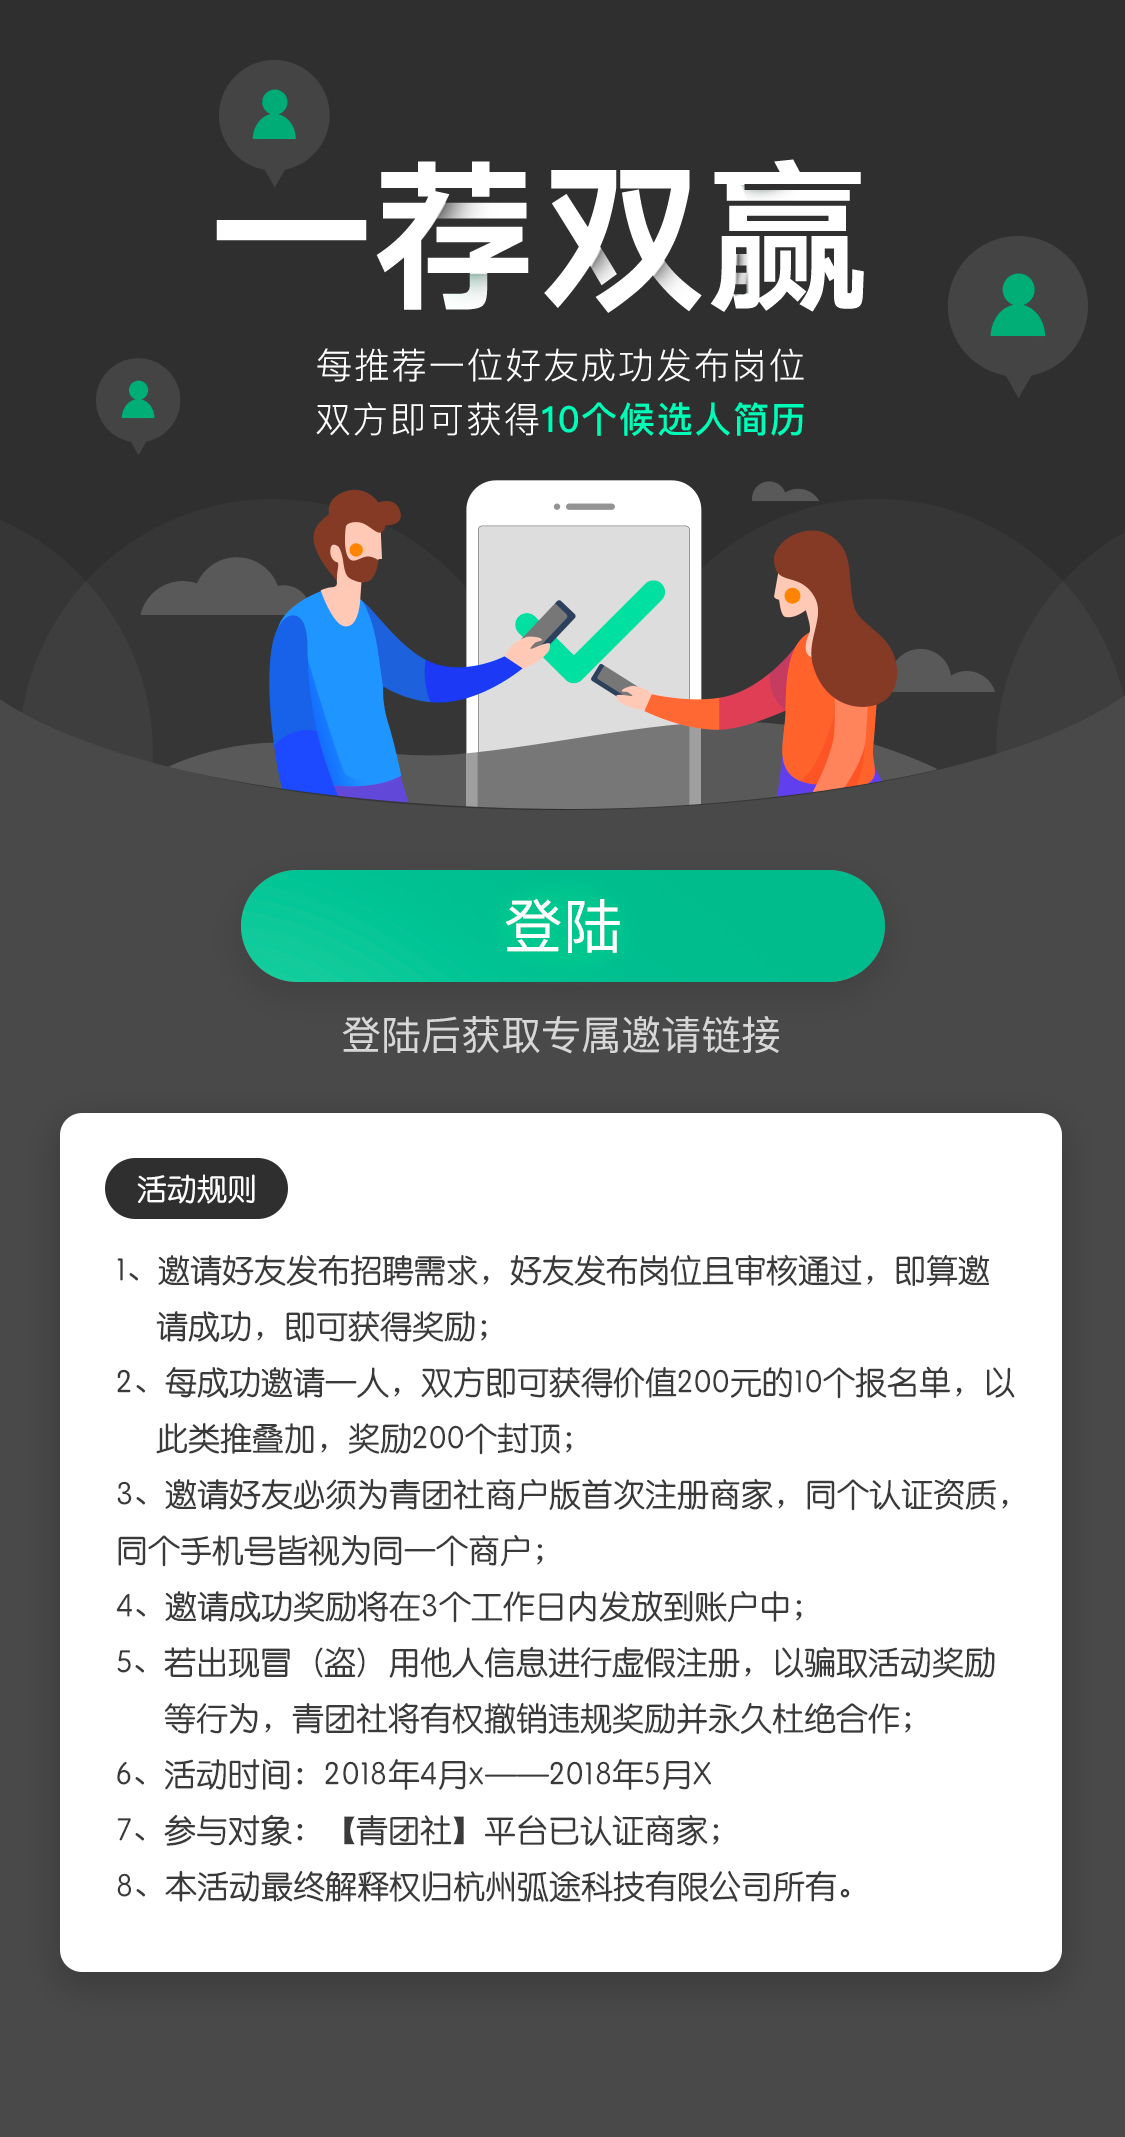 一荐双赢
每推荐一位好友成功发布岗位
双方即可获得10个候选人简历
登陆
登陆后获取专属邀请链接
活动规则
1、邀请好友发布招聘需求，好友发布岗位且审核通过，即算邀
请成功，即可获得奖励；
2、每成功邀请一人，双方即可获得价值200元的10个报名单，以
此类推叠加，奖励200个封顶；
3、邀请好友必须为青团社商户版首次注册商家，同个认证资质，
同个手机号皆视为同一个商户；
4、邀请成功奖励将在3个工作日内发放到账户中；
5、若出现冒（盗）用他人信息进行虚假注册，以骗取活动奖励
等行为，青团社将有权撤销违规奖励并永久杜绝合作；
6、活动时间：2018年4月x——2018年5月X
7、参与对象：【青团社】平台已认证商家；
8、本活动最终解释权归杭州弧途科技有限公司所有。